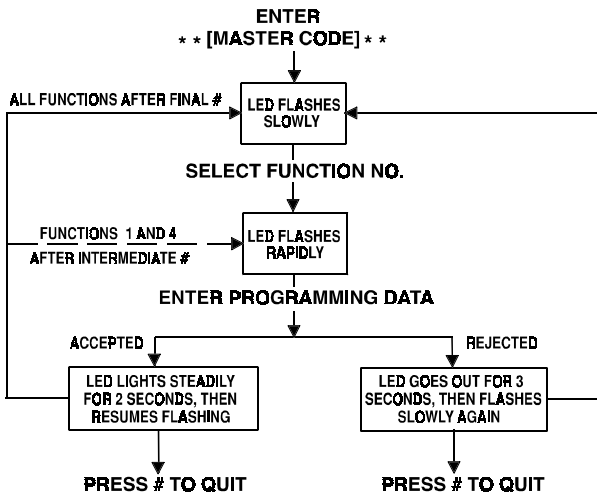 ENTER
* * [MASTER CODE] * *
ALL FUNCTIONS AFTER FINAL #
LED FLASHES
SLOWLY
SELECT FUNCTION NO.
FUNCTIONS 1 AND 4
AFTER INTERMEDIATE #
LED FLASHES
RAPIDLY
ENTER PROGRAMMING DATA
ACCEPTED
REJECTED
LED LIGHTS STEADILY
FOR 2 SECONDS, THEN
RESUMES FLASHING
LED GOES OUT FOR 3
SECONDS, THEN FLASHES
SLOWLY AGAIN
PRESS # TO QUIT
PRESS # TO QUIT